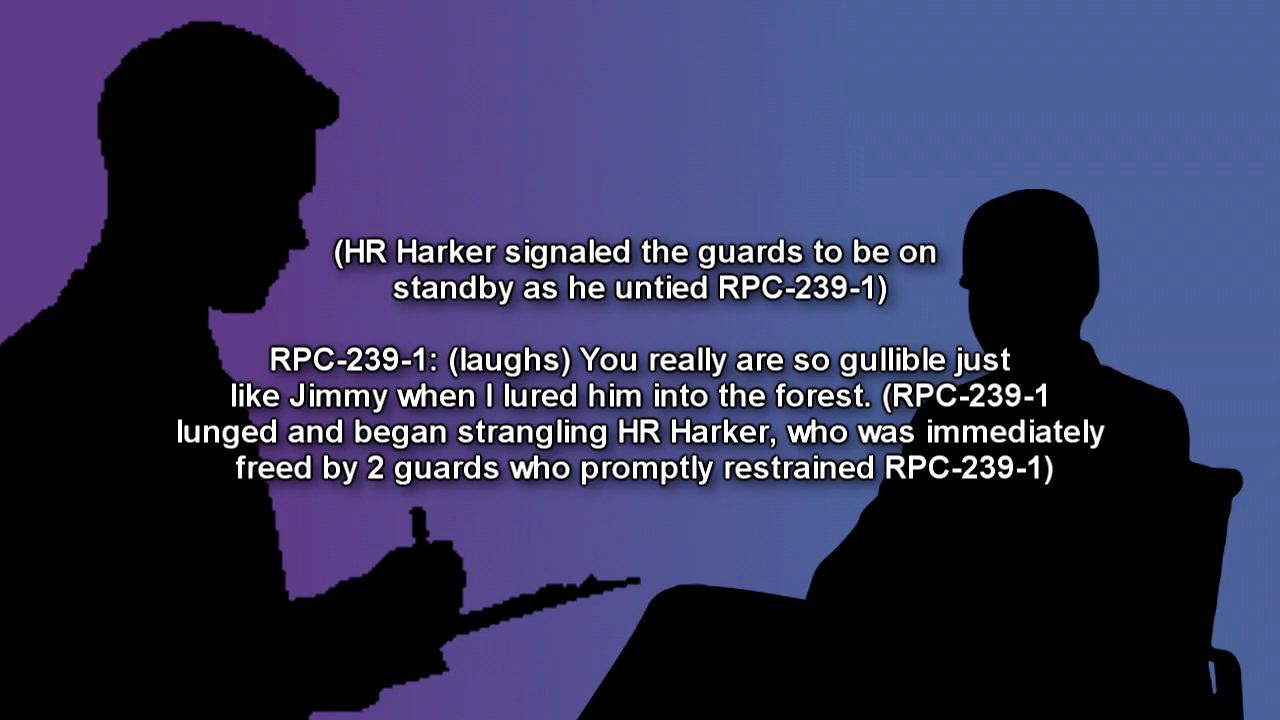 (HR Harker signaled the guards to be on
standby as he untied RPC-239-1)
RPC-239-1: (laughs) You really are so gullible just
like Jimmy when I lured him into the forest. (RPC-239-1
lunged and began strangling HR Harker, who was immediately
freed by 2 guards who promptly restrained RPC-239-1)